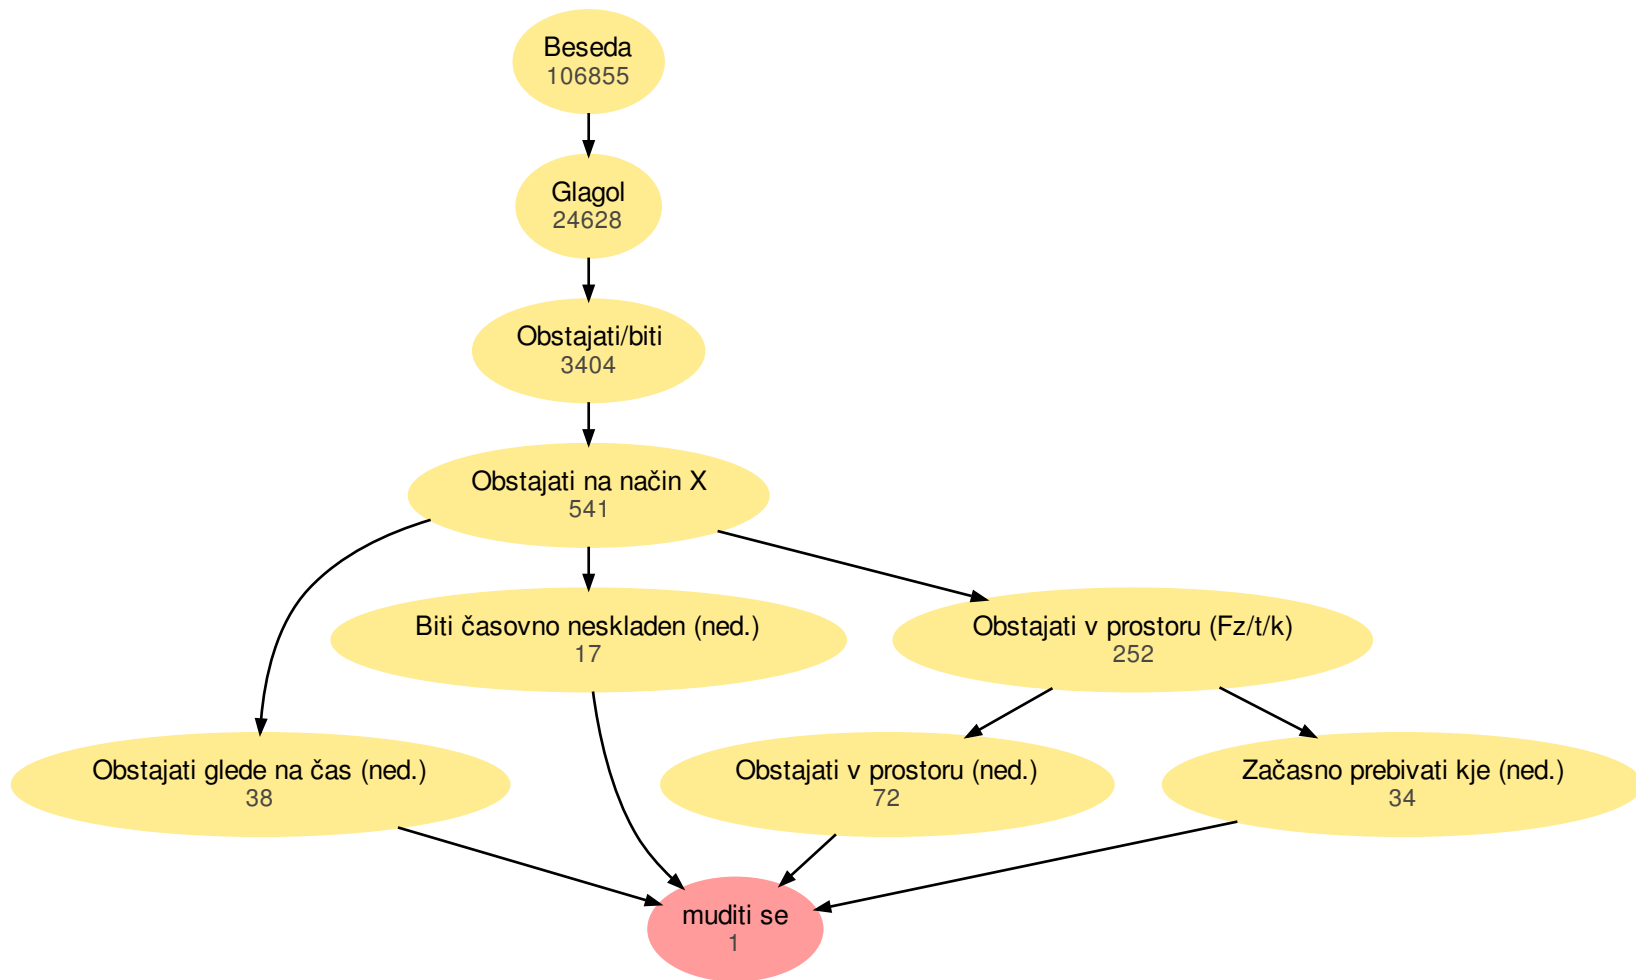 Beseda
106855
Glagol
24628
Obstajati/biti
3404
Obstajati na način X
541
Biti časovno neskladen (ned.)
17
Obstajati v prostoru (Fz/t/k)
252
Obstajati glede na čas (ned.)
38
Obstajati v prostoru (ned.)
72
Začasno prebivati kje (ned.)
34
muditi se
1